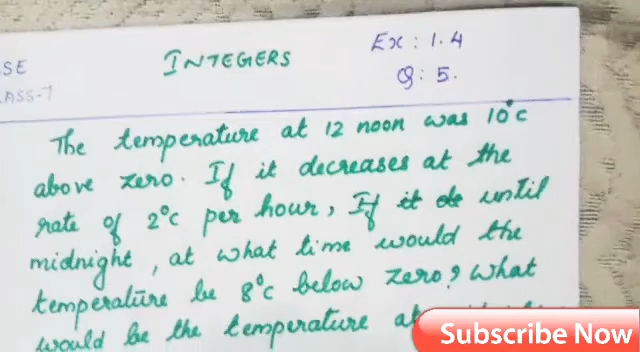 SE
INTEGERS
Ex : 1.4
ASS-7
Q : 5.
The temperature at 12 noon was 10°c
above zero. If it decreases at the
rate of 2°c per hour, If it de until
midnight, at what time would the
temperature be 8°c below zero? What
would be the temperature at
Subscribe Now